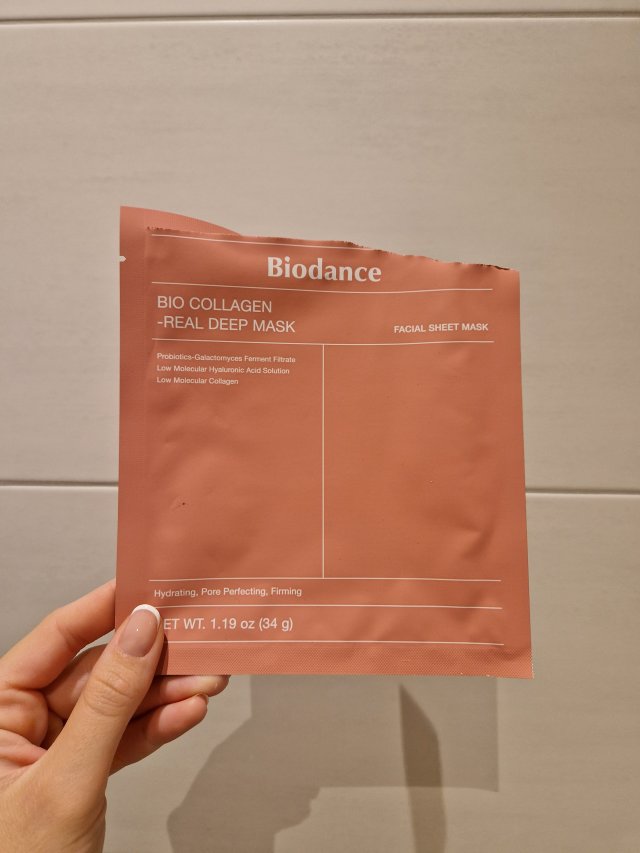 Biodance
BIO COLLAGEN
-REAL DEEP MASK
FACIAL SHEET MASK
Probiotics-Galactomyces Ferment Filtrate
Low Molecular Hyaluronic Acid Solution
Low Molecular Collagen
Hydrating, Pore Perfecting, Firming
ET WT. 1.19 oz (34 g)